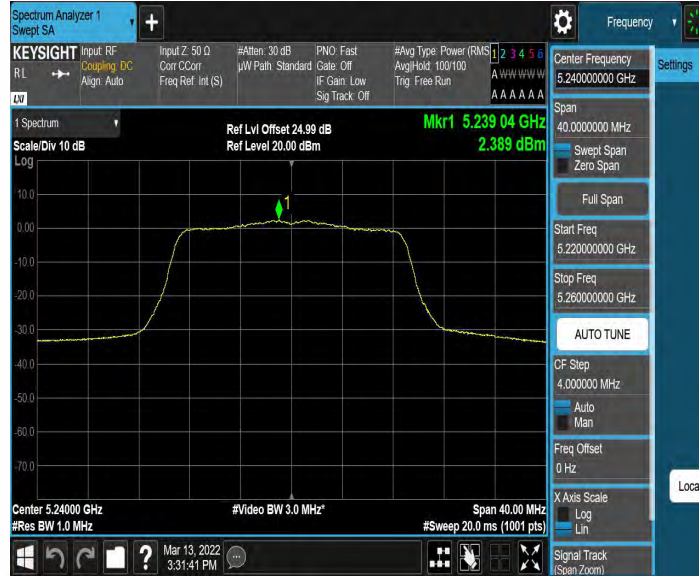 Spectrum Analyzer 1
Swept SA
+
Frequency
KEYSIGHT
RL
LXI
Input: RF
Coupling: DC
Align: Auto
Input Z: 50 Ω
Corr CCorr
Freq Ref: Int (S)
#Atten: 30 dB
µW Path: Standard
PNO: Fast
Gate: Off
IF Gain: Low
Sig Track: Off
#Avg Type: Power (RMS
Avg|Hold: 100/100
Trig: Free Run
1 2 3 4 5 6
A W W W W W
A A A A A A
1 Spectrum
Scale/Div 10 dB
Ref Lvl Offset 24.99 dB
Ref Level 20.00 dBm
Mkr1 5.239 04 GHz
2.389 dBm
Log
10.0
0.00
-10.0
-20.0
-30.0
-40.0
-50.0
-60.0
-70.0
1
Center 5.24000 GHz
#Res BW 1.0 MHz
#Video BW 3.0 MHz*
Span 40.00 MHz
#Sweep 20.0 ms (1001 pts)
?
Mar 13, 2022
3:31:41 PM
Center Frequency
5.240000000 GHz
Settings
Span
40.0000000 MHz
Swept Span
Zero Span
Full Span
Start Freq
5.220000000 GHz
Stop Freq
5.260000000 GHz
AUTO TUNE
CF Step
4.000000 MHz
Auto
Man
Freq Offset
0 Hz
Loca
X Axis Scale
Log
Lin
Signal Track
(Span Zoom)